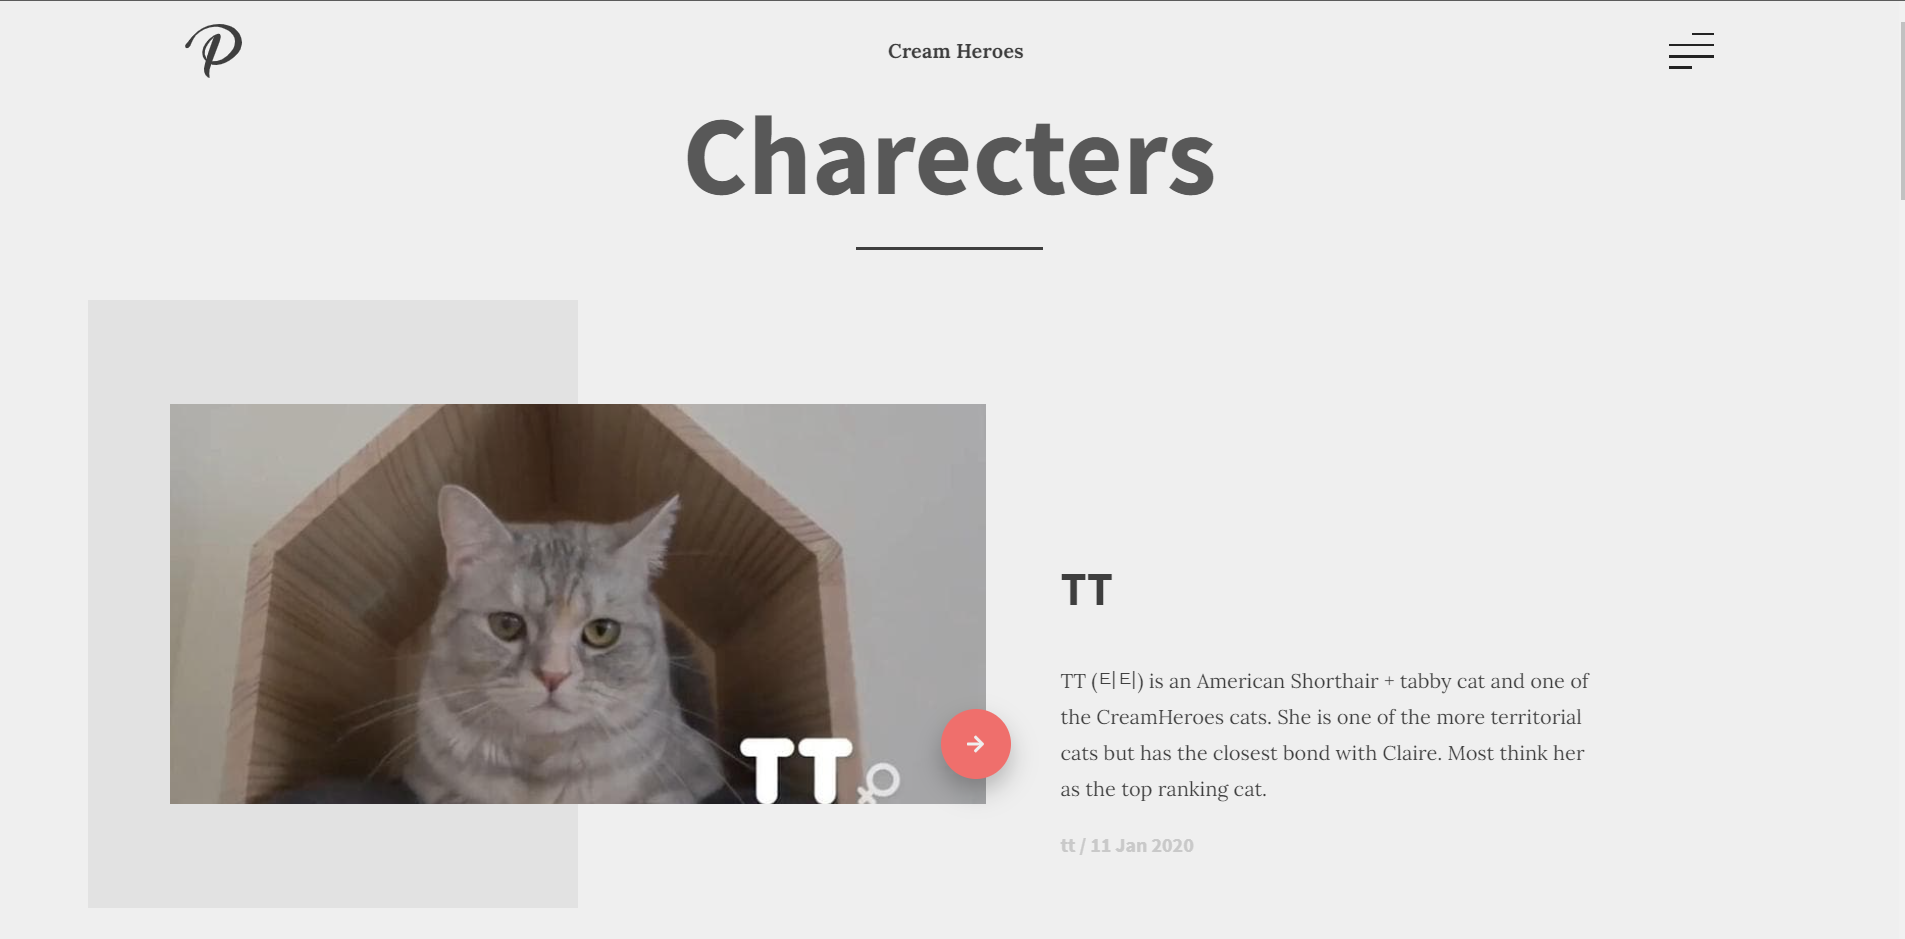 P
Cream Heroes
Charecters
TT
TT
TT (티티) is an American Shorthair + tabby cat and one of
the CreamHeroes cats. She is one of the more territorial
cats but has the closest bond with Claire. Most think her
as the top ranking cat.
tt / 11 Jan 2020